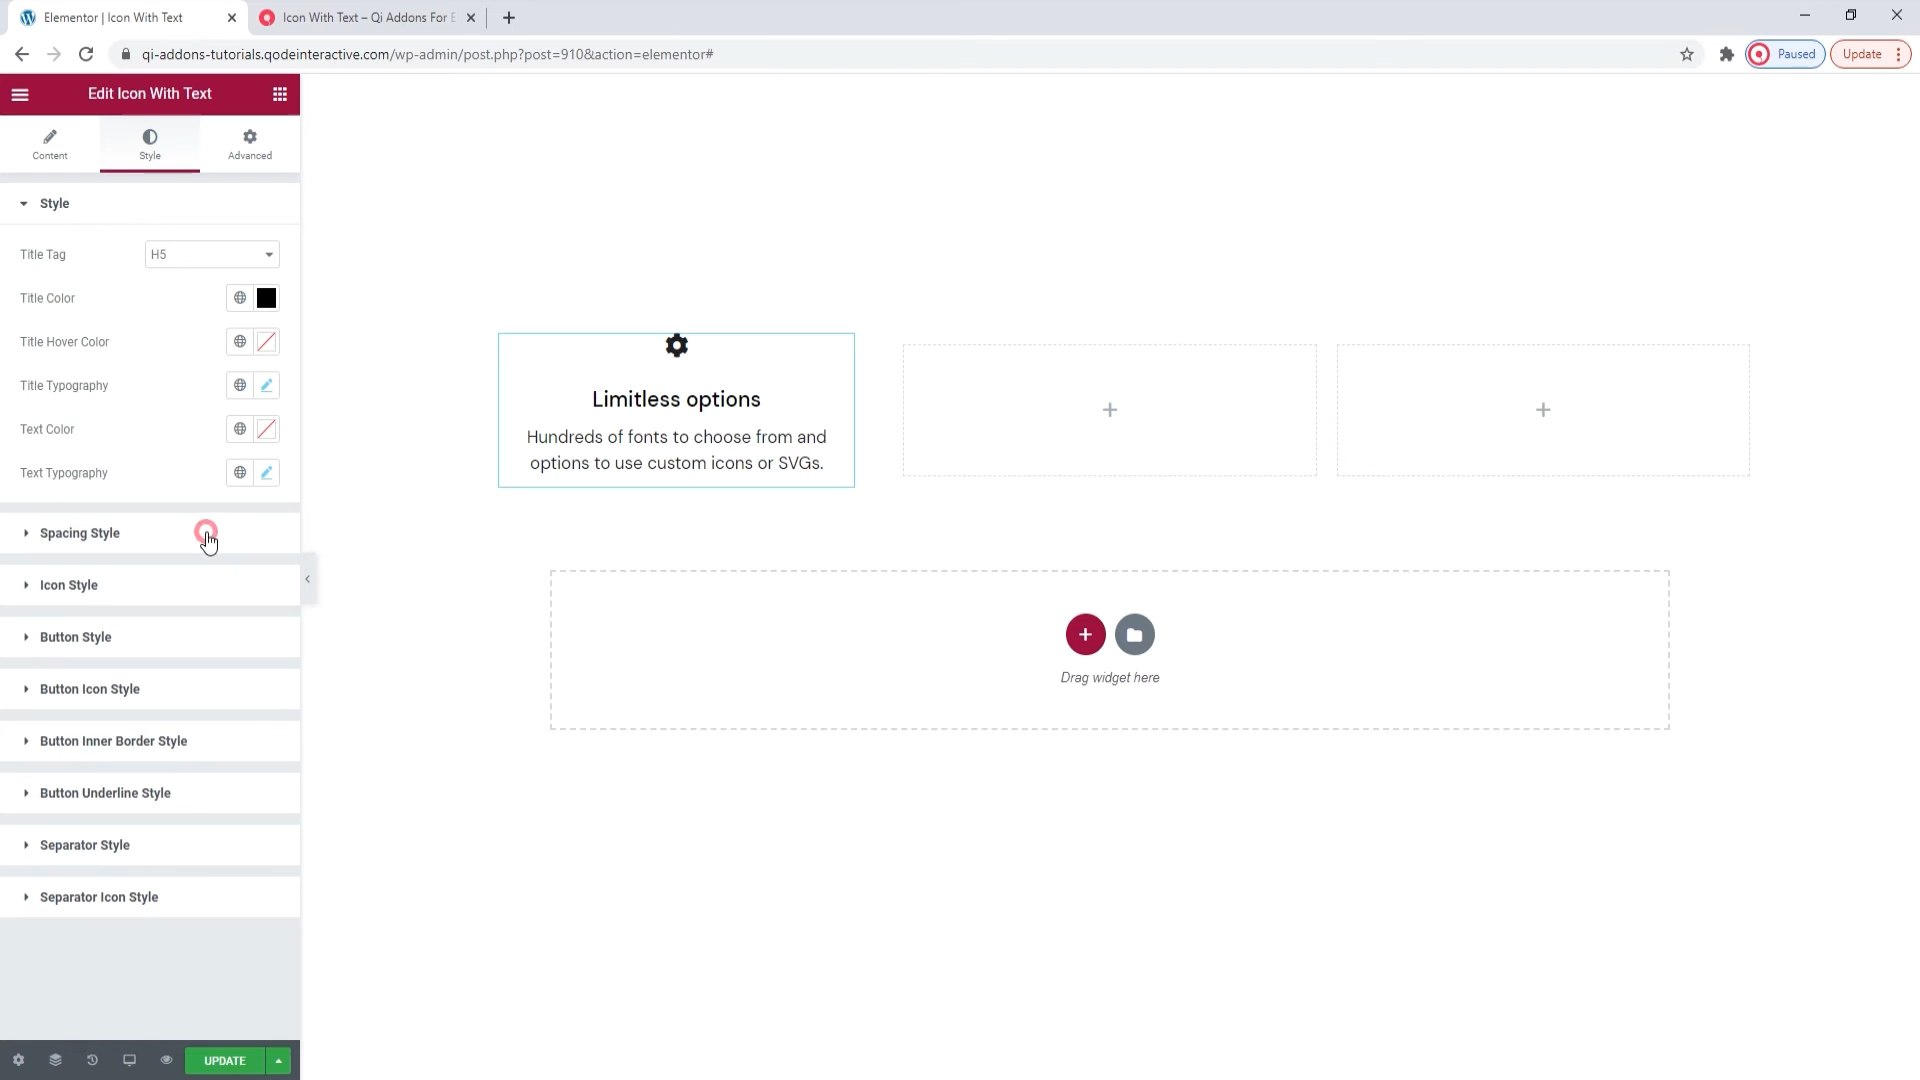 Elementor | Icon With Text
Icon With Text – Qi Addons For E
qi-addons-tutorials.qodeinteractive.com/wp-admin/post.php?post=910&action=elementor#
Paused
Update
Edit Icon With Text
Content
Style
Advanced
Style
Title Tag
H5
Title Color
Title Hover Color
Title Typography
Text Color
Text Typography
Spacing Style
Icon Style
Button Style
Button Icon Style
Button Inner Border Style
Button Underline Style
Separator Style
Separator Icon Style
UPDATE
Limitless options
Hundreds of fonts to choose from and
options to use custom icons or SVGs.
Drag widget here